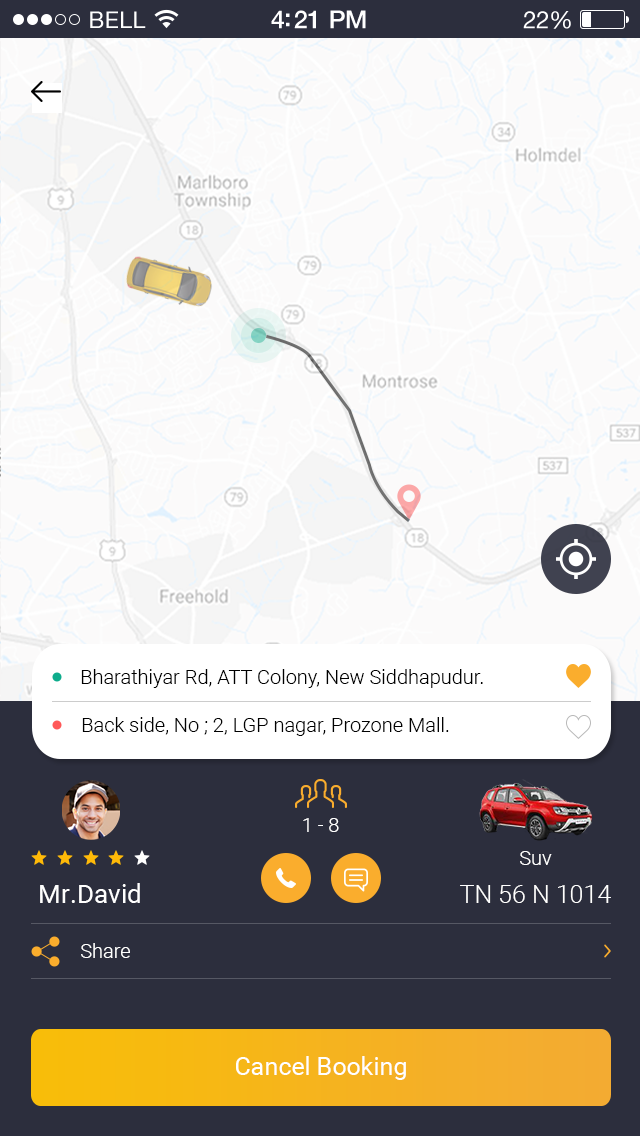 BELL 4:21 PM 22%
79
34
Holmdel
Marlboro
Township
9
18
79
79
18
Montrose
537
537
79
18
9
Freehold
Bharathiyar Rd, ATT Colony, New Siddhapudur.
Back side, No ; 2, LGP nagar, Prozone Mall.
1 - 8
Suv
Mr.David
TN 56 N 1014
Share
Cancel Booking